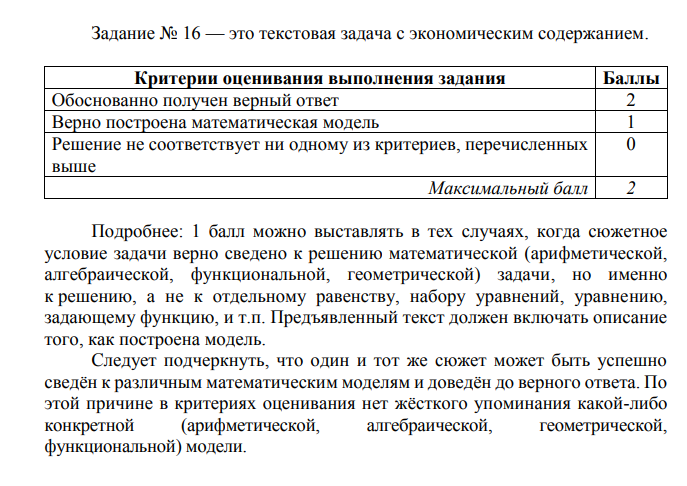 Задание № 16 — это текстовая задача с экономическим содержанием.
Критерии оценивания выполнения задания Баллы
Обоснованно получен верный ответ 2
Верно построена математическая модель 1
Решение не соответствует ни одному из критериев, перечисленных 0
выше
Максимальный балл 2
Подробнее: 1 балл можно выставлять в тех случаях, когда сюжетное
условие задачи верно сведено к решению математической (арифметической,
алгебраической, функциональной, геометрической) задачи, но именно
к решению, а не к отдельному равенству, набору уравнений, уравнению,
задающему функцию, и т.п. Предъявленный текст должен включать описание
того, как построена модель.
Следует подчеркнуть, что один и тот же сюжет может быть успешно
сведён к различным математическим моделям и доведён до верного ответа. По
этой причине в критериях оценивания нет жёсткого упоминания какой-либо
конкретной (арифметической, алгебраической, геометрической,
функциональной) модели.